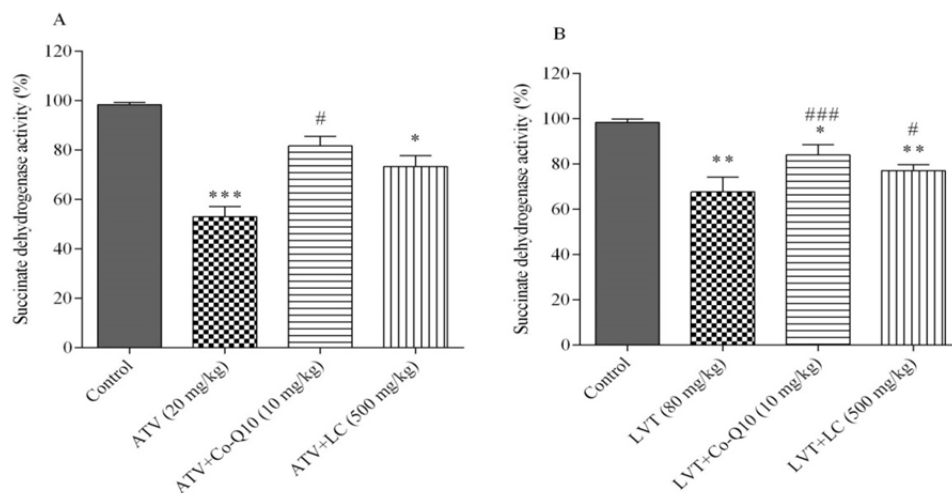 A
Succinate dehydrogenase activity (%)
120
100
80
60
40
20
0
***
#
*
Control
ATV (20 mg/kg)
ATV+Co-Q10 (10 mg/kg)
ATV+LC (500 mg/kg)
B
Succinate dehydrogenase activity (%)
120
100
80
60
40
20
0
**
###
*
#
**
Control
LVT (80 mg/kg)
LVT+Co-Q10 (10 mg/kg)
LVT+LC (500 mg/kg)